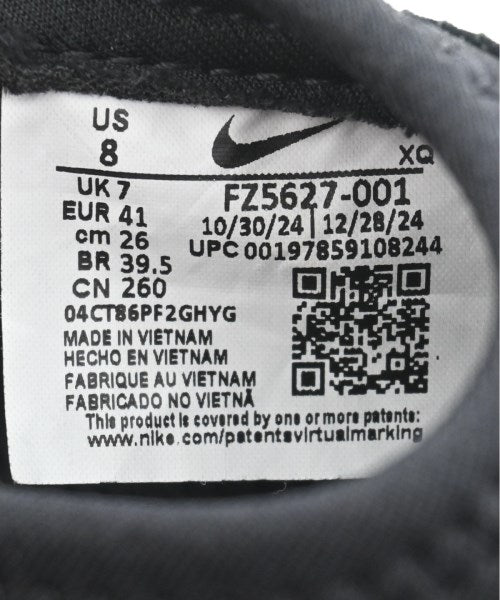 US
8
XQ
UK 7
FZ5627-001
EUR 41
10/30/24 | 12/28/24
cm 26
UPC 00197859108244
BR 39.5
CN 260
04CT86PF2GHYG
MADE IN VIETNAM
HECHO EN VIETNAM
FABRIQUE AU VIETNAM
FABRICADO NO VIETNÃ
This product is covered by one or more patents:
www.nike.com/patentsvirtualmarking